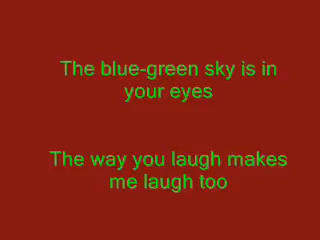 The blue-green sky is in
your eyes
The way you laugh makes
me laugh too